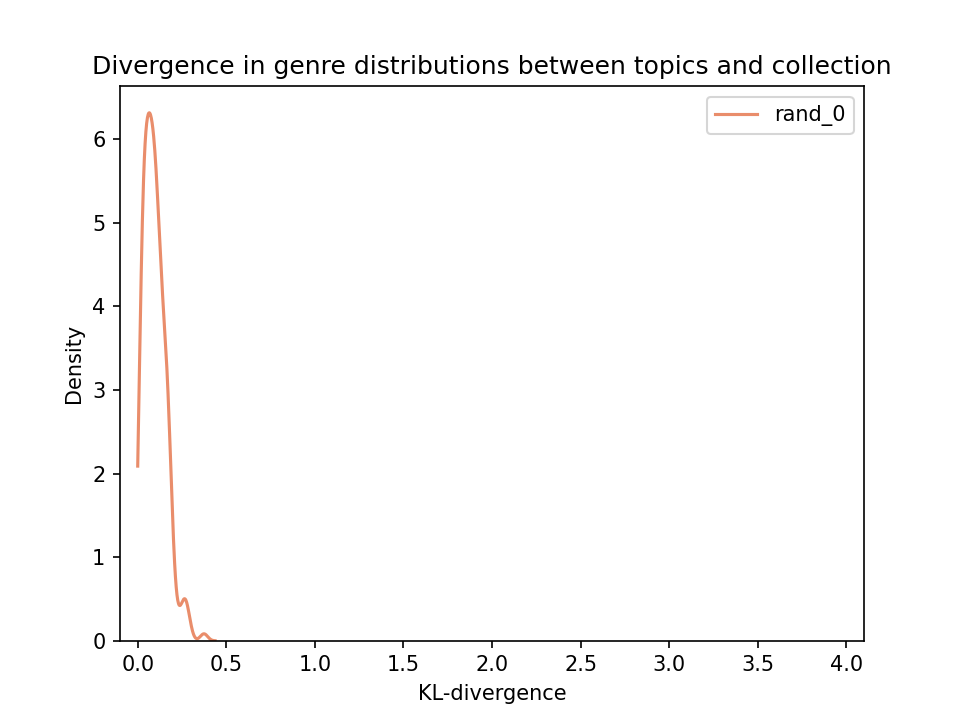 Divergence in genre distributions between topics and collection
rand_0
6
5
4
3
2
1
0
Density
0.0 0.5 1.0 1.5 2.0 2.5 3.0 3.5 4.0
KL-divergence